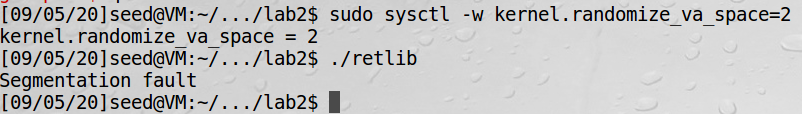 [09/05/20]seed@VM:~/.../lab2$ sudo sysctl -w kernel.randomize_va_space=2
kernel.randomize_va_space = 2
[09/05/20]seed@VM:~/.../lab2$ ./retlib
Segmentation fault
[09/05/20]seed@VM:~/.../lab2$